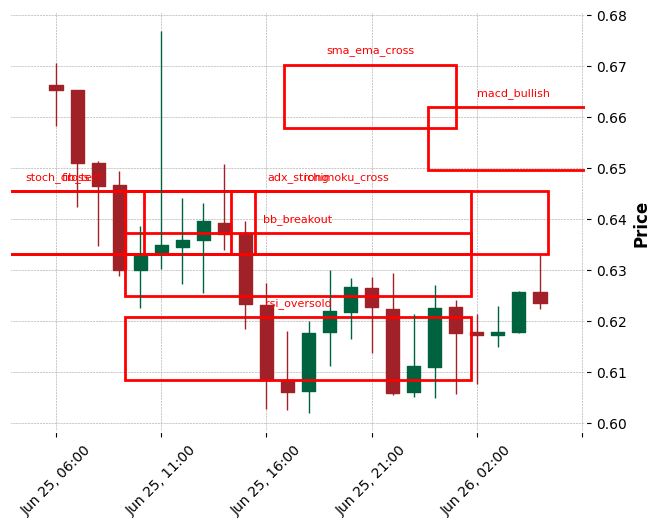 0.68
sma_ema_cross
0.67
macd_bullish
0.66
0.65
adx_strong
ichimoku_cross
0.64
bb_breakout
Price
0.63
rsi_oversold
0.62
0.61
0.60
Jun 25, 06:00
Jun 25, 11:00
Jun 25, 16:00
Jun 25, 21:00
Jun 26, 02:00